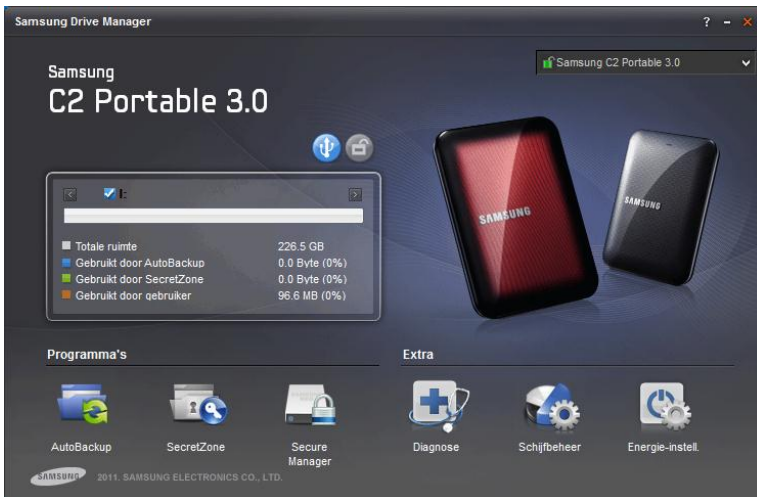 Samsung Drive Manager
?
Samsung C2 Portable 3.0
Samsung
C2 Portable 3.0
I:
Totale ruimte 226.5 GB
Gebruikt door AutoBackup 0.0 Byte (0%)
Gebruikt door SecretZone 0.0 Byte (0%)
Gebruikt door gebruiker 96.6 MB (0%)
SAMSUNG
SAMSUNG
Programma's
Extra
AutoBackup
SecretZone
Secure
Manager
Diagnose
Schijfbeheer
Energie-instell.
SAMSUNG 2011. SAMSUNG ELECTRONICS CO., LTD.